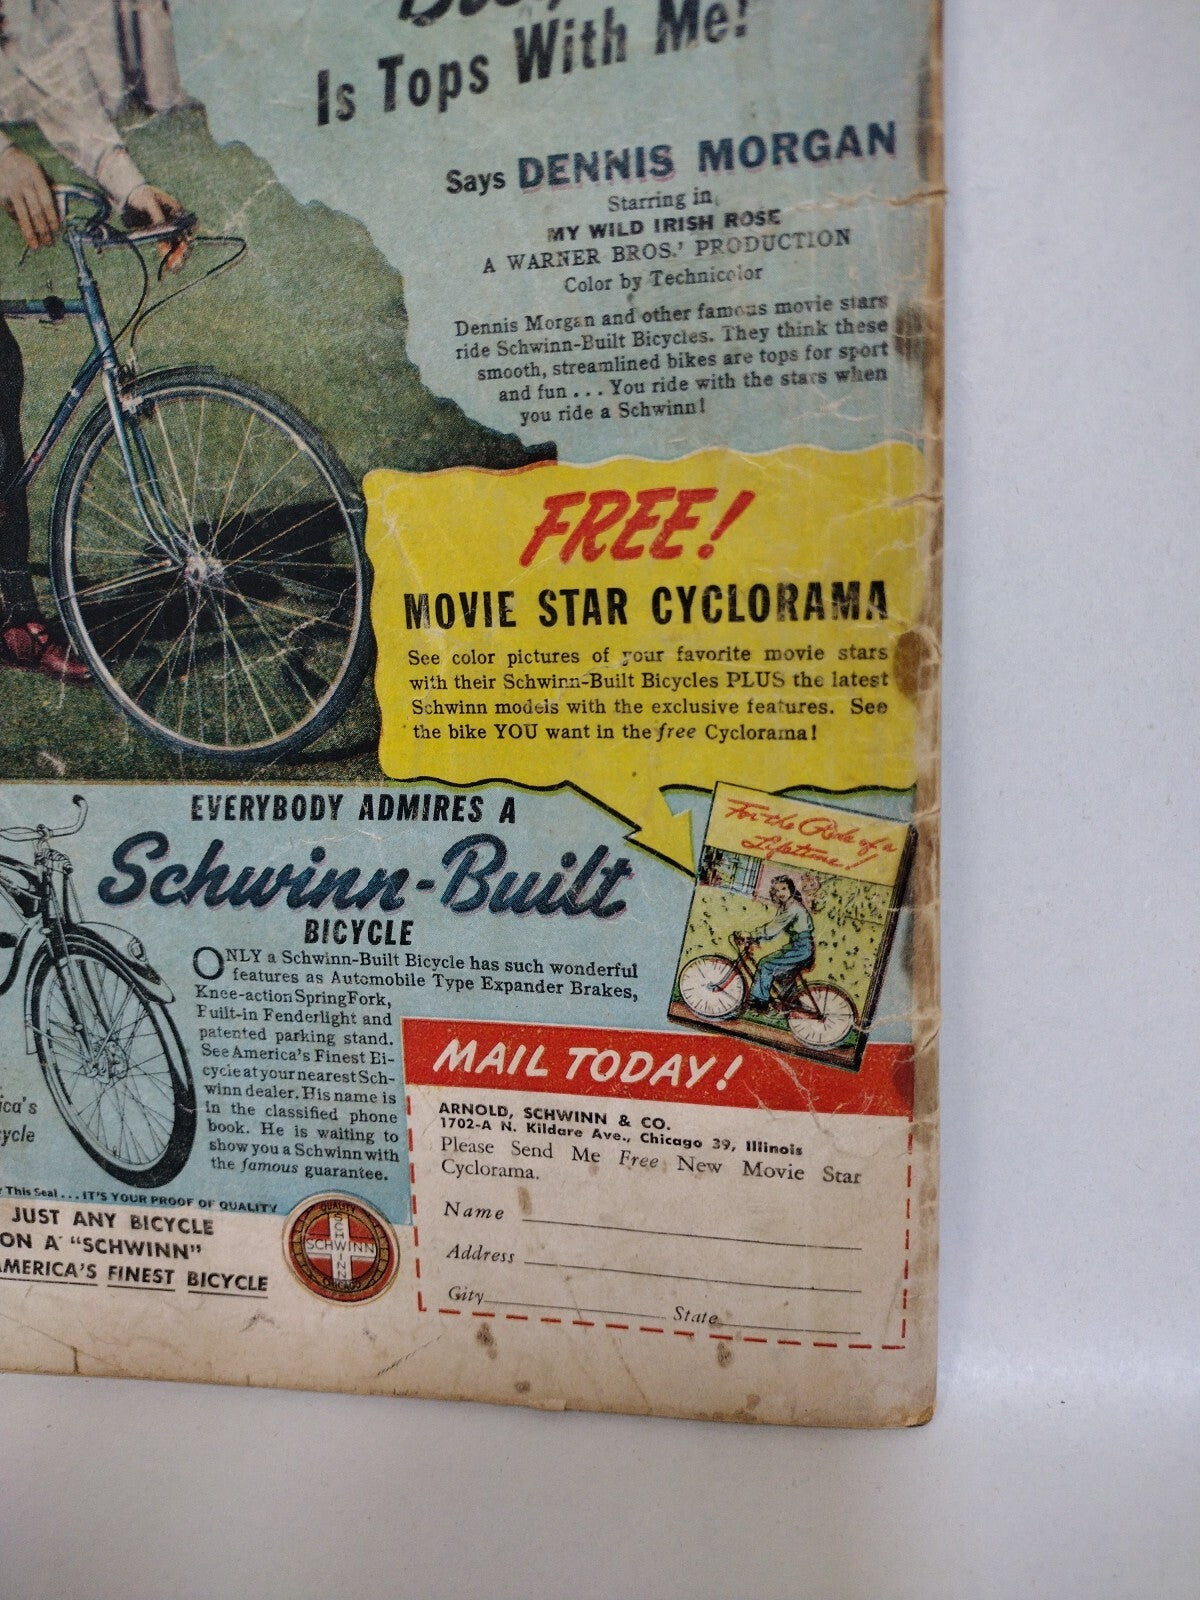 Is Tops With Me!
Says DENNIS MORGAN
Starring in
MY WILD IRISH ROSE
A WARNER BROS.' PRODUCTION
Color by Technicolor
Dennis Morgan and other famous movie stars
ride Schwinn-Built Bicycles. They think these
smooth, streamlined bikes are tops for sport
and fun . . . You ride with the stars when
you ride a Schwinn!
FREE!
MOVIE STAR CYCLORAMA
See color pictures of your favorite movie stars
with their Schwinn-Built Bicycles PLUS the latest
Schwinn models with the exclusive features. See
the bike YOU want in the free Cyclorama!
For the Ride of a
Lifetime!
EVERYBODY ADMIRES A
Schwinn-Built
BICYCLE
ONLY a Schwinn-Built Bicycle has such wonderful
features as Automobile Type Expander Brakes,
Knee-action Spring Fork,
Built-in Fenderlight and
patented parking stand.
See America's Finest Bi-
cycle at your nearest Sch-
winn dealer. His name is
in the classified phone
book. He is waiting to
show you a Schwinn with
the famous guarantee.
ica's
ycle
This Seal . . . IT'S YOUR PROOF OF QUALITY
JUST ANY BICYCLE
ON A "SCHWINN"
AMERICA'S FINEST BICYCLE
QUALITY
SCHWINN
SCHWINN
CHICAGO
MAIL TODAY!
ARNOLD, SCHWINN & CO.
1702-A N. Kildare Ave., Chicago 39, Illinois
Please Send Me Free New Movie Star
Cyclorama.
Name
Address
City State